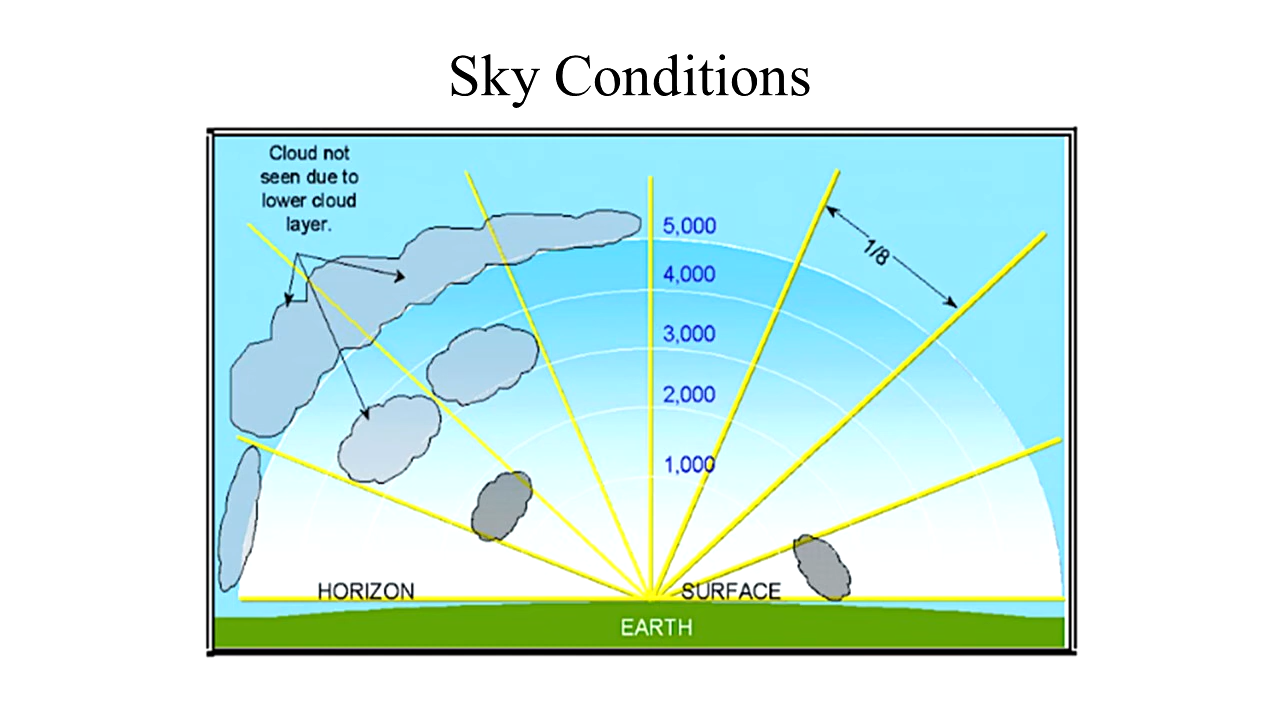 Sky Conditions
Cloud not
seen due to
lower cloud
layer.
5,000
4,000
3,000
2,000
1,000
1/8
HORIZON
SURFACE
EARTH